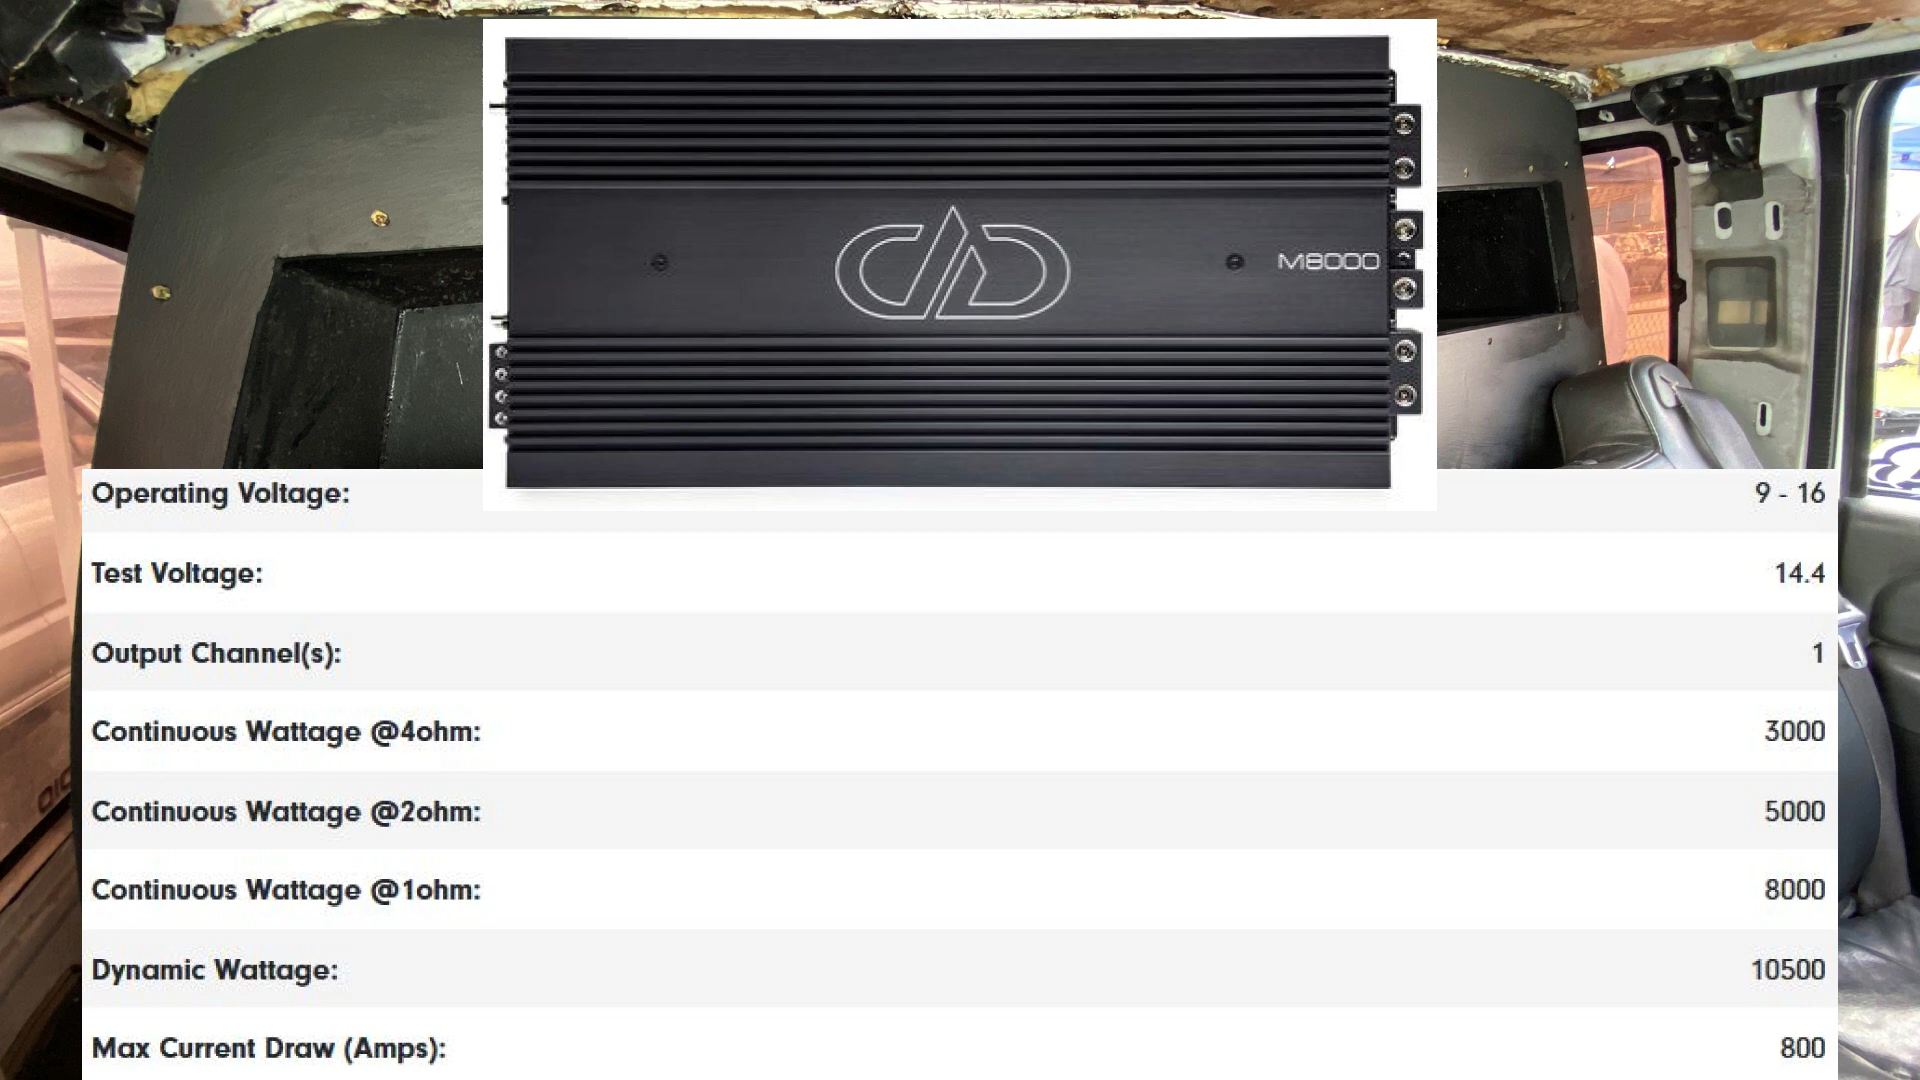 M8000
Operating Voltage: 9 - 16
Test Voltage: 14.4
Output Channel(s): 1
Continuous Wattage @4ohm: 3000
Continuous Wattage @2ohm: 5000
Continuous Wattage @1ohm: 8000
Dynamic Wattage: 10500
Max Current Draw (Amps): 800